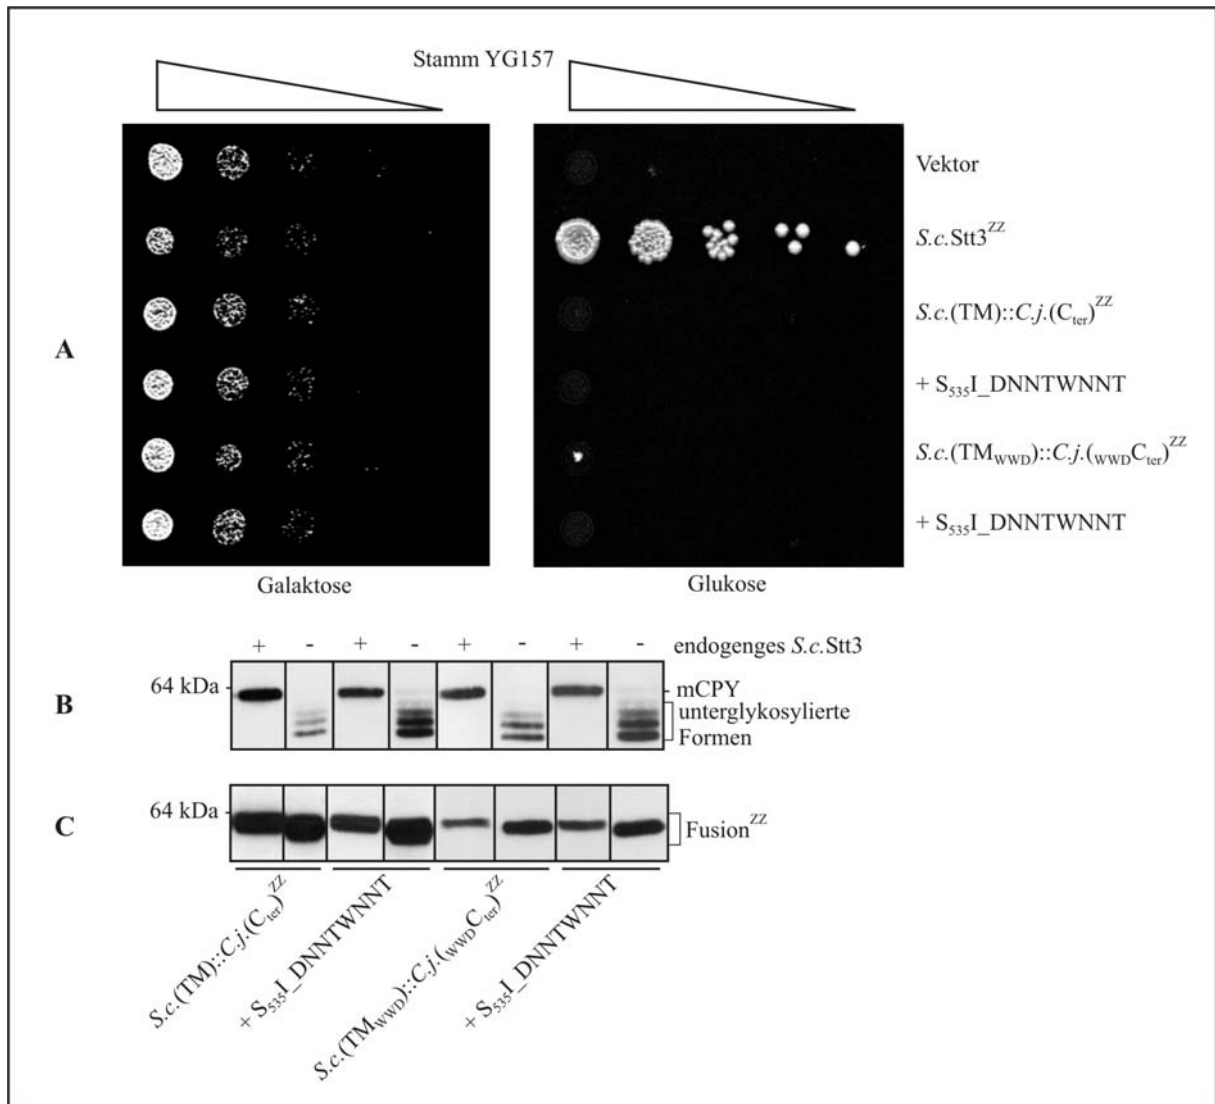 Stamm YG157
Vektor
S.c.Stt3ZZ
S.c.(TM)::C.j.(Cter)ZZ
A
+ S535I_DNNTWNNT
S.c.(TMWWD)::C.j.(WWDCter)ZZ
+ S535I_DNNTWNNT
Galaktose
Glukose
+ - + - + - + -
endogenges S.c.Stt3
64 kDa
mCPY
B
unterglykosylierte
Formen
64 kDa
C
FusionZZ
S.c.(TM)::C.j.(Cter)ZZ
+ S535I_DNNTWNNT
S.c.(TMWWD)::C.j.(WWDCter)ZZ
+ S535I_DNNTWNNT